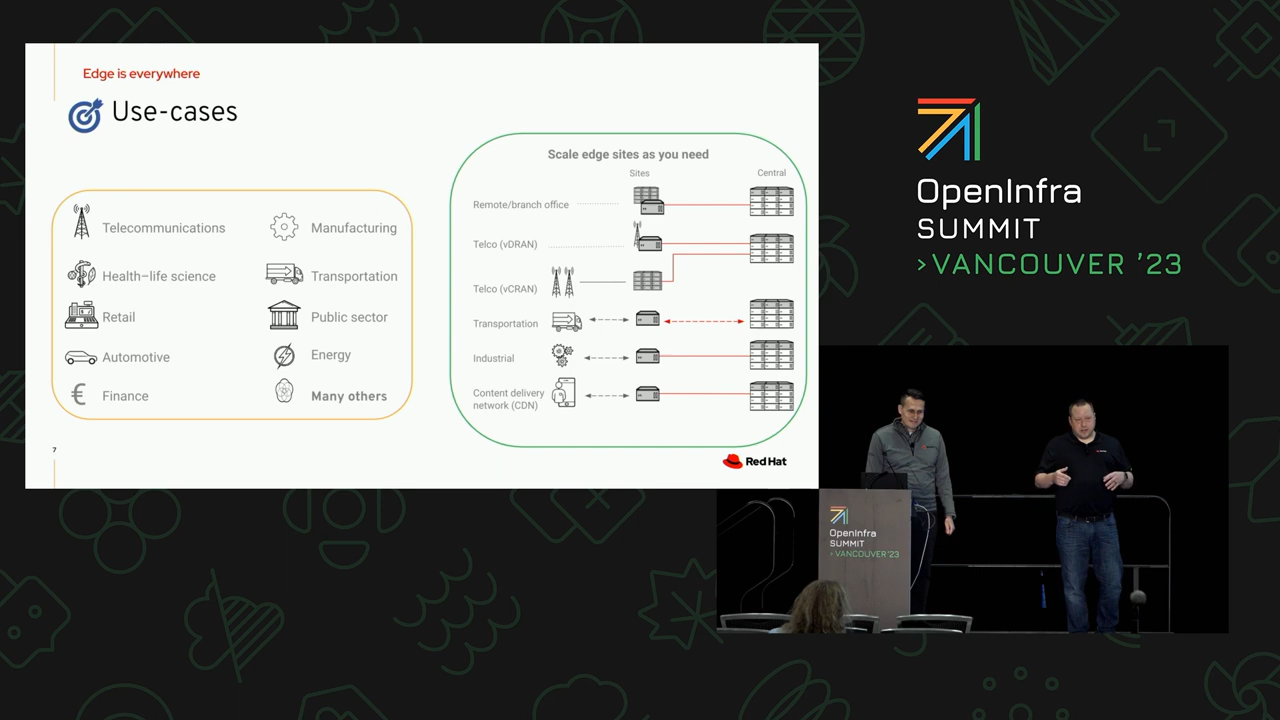 Edge is everywhere
Use-cases
Telecommunications
Manufacturing
Health-life science
Transportation
Retail
Public sector
Automotive
Energy
€ Finance
Many others
Scale edge sites as you need
Sites
Central
Remote/branch office
Telco (vDRAN)
Telco (vCRAN)
Transportation
Industrial
Content delivery
network (CDN)
7
Red Hat
OpenInfra
SUMMIT
>VANCOUVER '23
OpenInfra
SUMMIT
>VANCOUVER '23